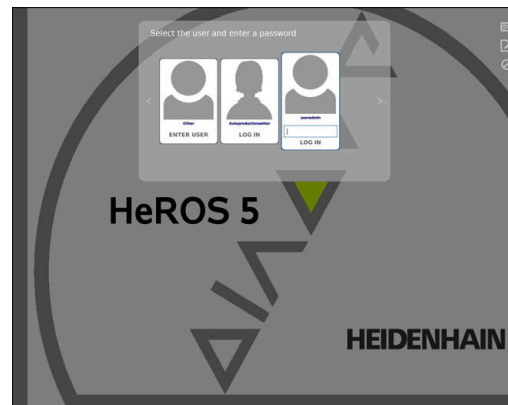 Select the user and enter a password
Other
Autoproductionsetter
useradmin
ENTER USER
LOG IN
LOG IN
HeROS 5
HEIDENHAIN